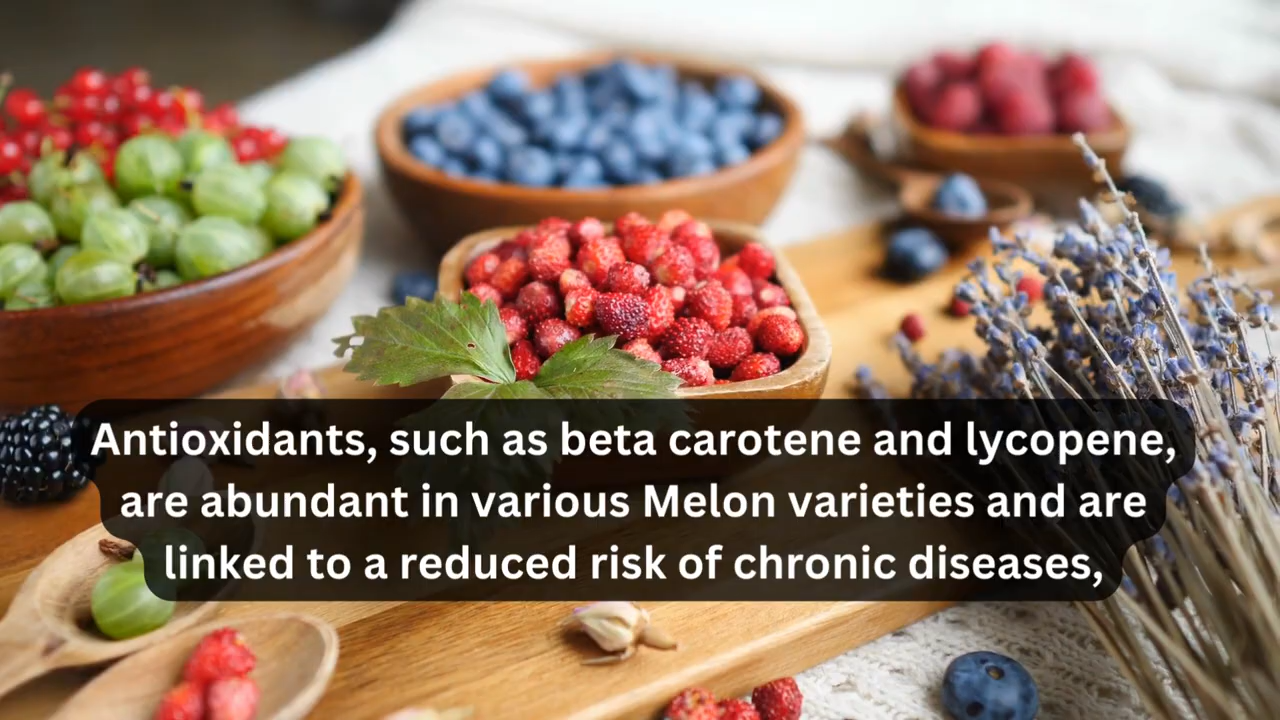 Antioxidants, such as beta carotene and lycopene,
are abundant in various Melon varieties and are
linked to a reduced risk of chronic diseases,